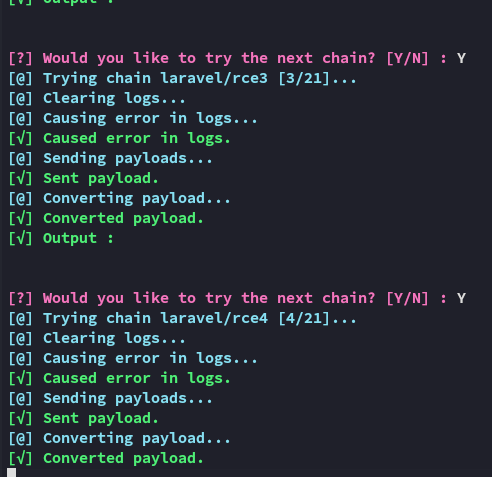 [√] Output :
[?] Would you like to try the next chain? [Y/N] : Y
[@] Trying chain laravel/rce3 [3/21]...
[@] Clearing logs...
[@] Causing error in logs...
[√] Caused error in logs.
[@] Sending payloads...
[√] Sent payload.
[@] Converting payload...
[√] Converted payload.
[√] Output :
[?] Would you like to try the next chain? [Y/N] : Y
[@] Trying chain laravel/rce4 [4/21]...
[@] Clearing logs...
[@] Causing error in logs...
[√] Caused error in logs.
[@] Sending payloads...
[√] Sent payload.
[@] Converting payload...
[√] Converted payload.